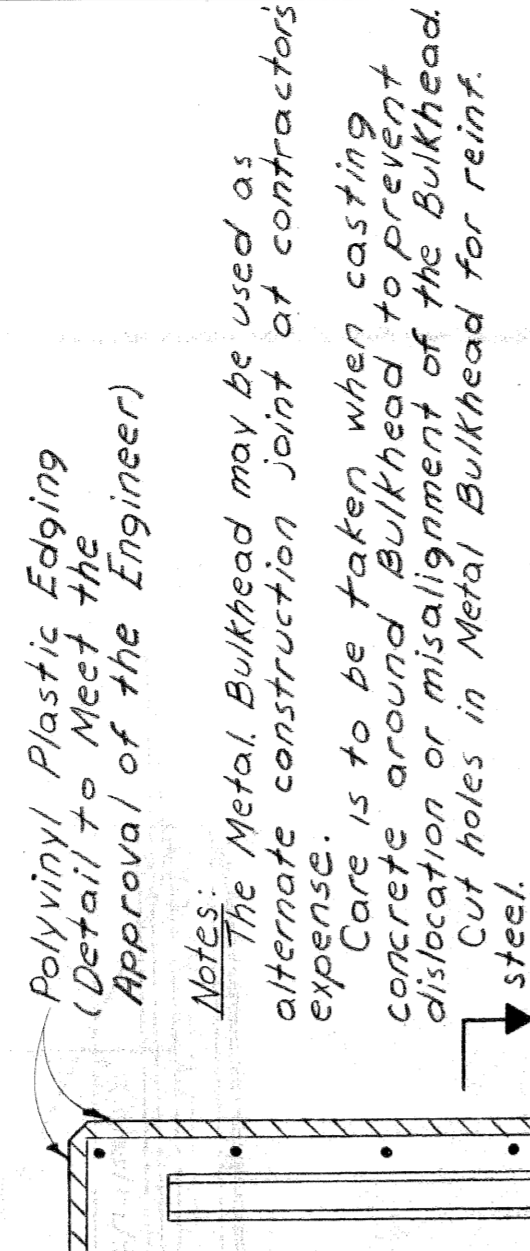 Polyvinyl Plastic Edging
(Detail to Meet the
Approval of the Engineer)
Notes:
The Metal Bulkhead may be used as
alternate construction joint at contractor's
expense.
Care is to be taken when casting
concrete around Bulkhead to prevent
dislocation or misalignment of the Bulkhead.
Cut holes in Metal Bulkhead for reinf.
steel.